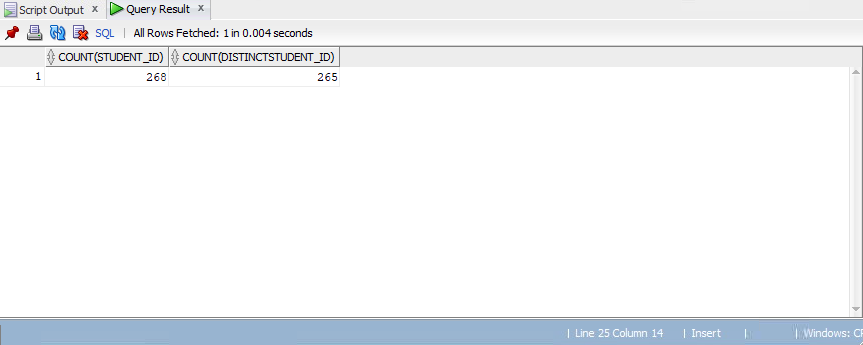 Script Output x Query Result x
SQL | All Rows Fetched: 1 in 0.004 seconds
COUNT(STUDENT_ID) COUNT(DISTINCTSTUDENT_ID)
1 268 265
| Line 25 Column 14 | Insert | | Windows: